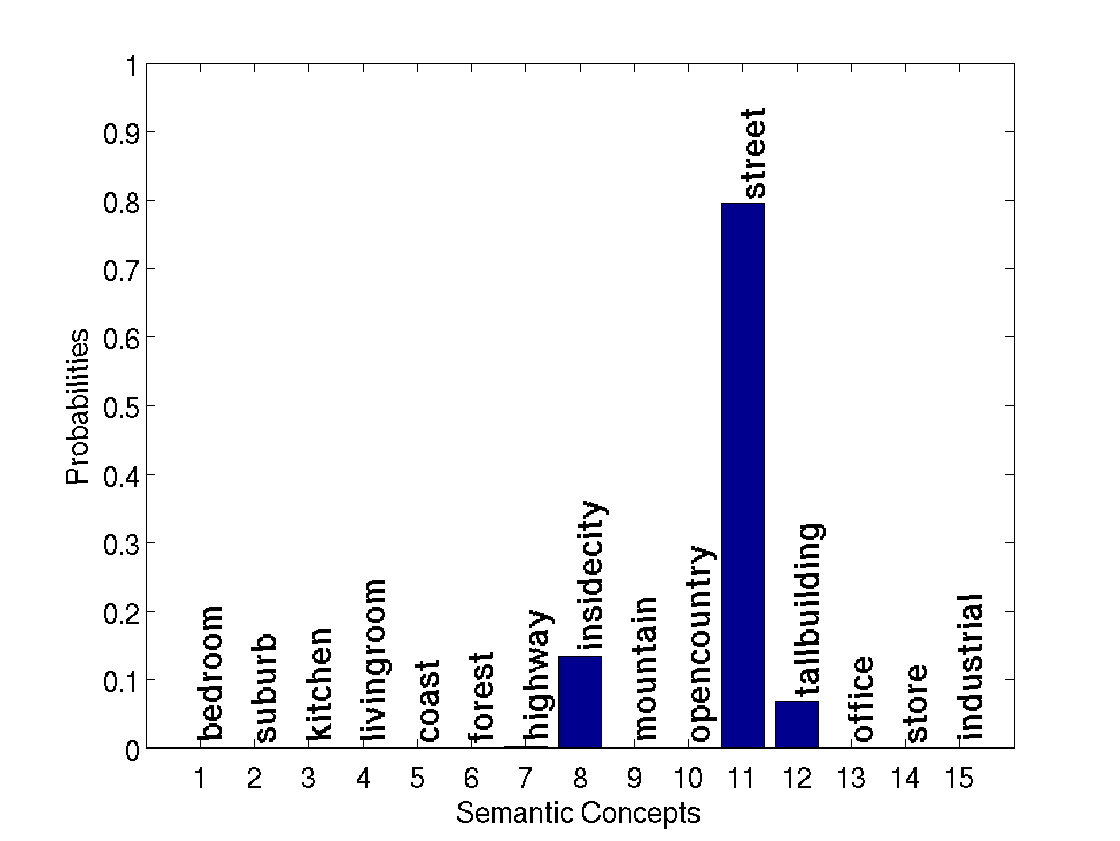 1
0.9
0.8
0.7
0.6
0.5
0.4
0.3
0.2
0.1
0
Probabilities
bedroom
suburb
kitchen
livingroom
coast
forest
highway
insidecity
mountain
opencountry
street
tallbuilding
office
store
industrial
1 2 3 4 5 6 7 8 9 10 11 12 13 14 15
Semantic Concepts